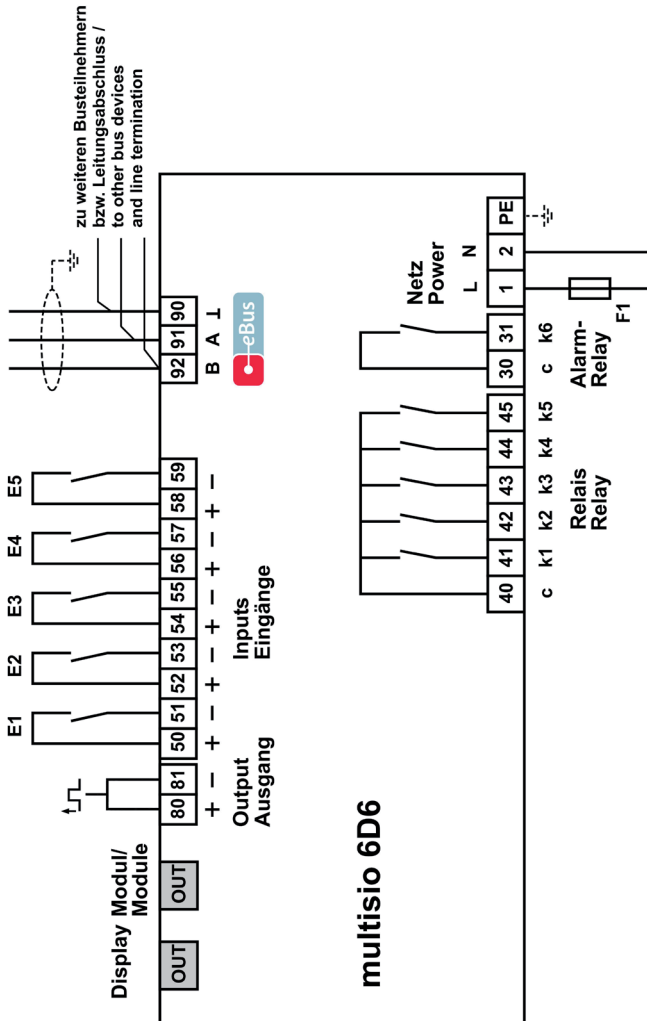 E1 E2 E3 E4 E5
zu weiteren Busteilnehmern
bzw. Leitungsabschluss /
to other bus devices
and line termination
Display Modul/
Module
OUT OUT 80 81 50 51 52 53 54 55 56 57 58 59 92 91 90
+ − + − + − + − + − + − B A ⊥
Output
Ausgang
Inputs
Eingänge
eBus
multisio 6D6
Netz
Power
L N
40 41 42 43 44 45 30 31 1 2 PE
c k1 k2 k3 k4 k5 c k6
Relais
Relay
Alarm-
Relay
F1